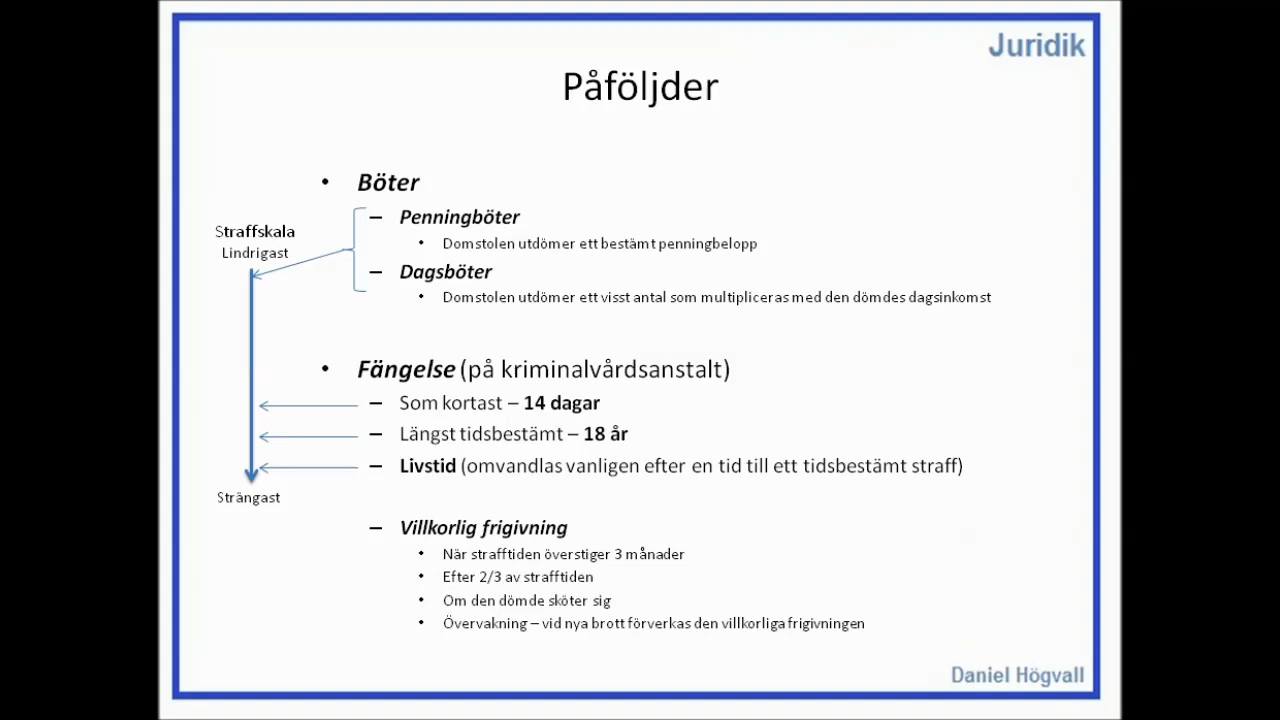 Juridik
Påföljder
• Böter
– Penningböter
• Domstolen utdömer ett bestämt penningbelopp
– Dagsböter
• Domstolen utdömer ett visst antal som multipliceras med den dömdes dagsinkomst
Straffskala
Lindrigast
• Fängelse (på kriminalvårdsanstalt)
– Som kortast – 14 dagar
– Längst tidsbestämt – 18 år
– Livstid (omvandlas vanligen efter en tid till ett tidsbestämt straff)
Strängast
– Villkorlig frigivning
• När strafftiden överstiger 3 månader
• Efter 2/3 av strafftiden
• Om den dömde sköter sig
• Övervakning – vid nya brott förverkas den villkorliga frigivningen
Daniel Högvall